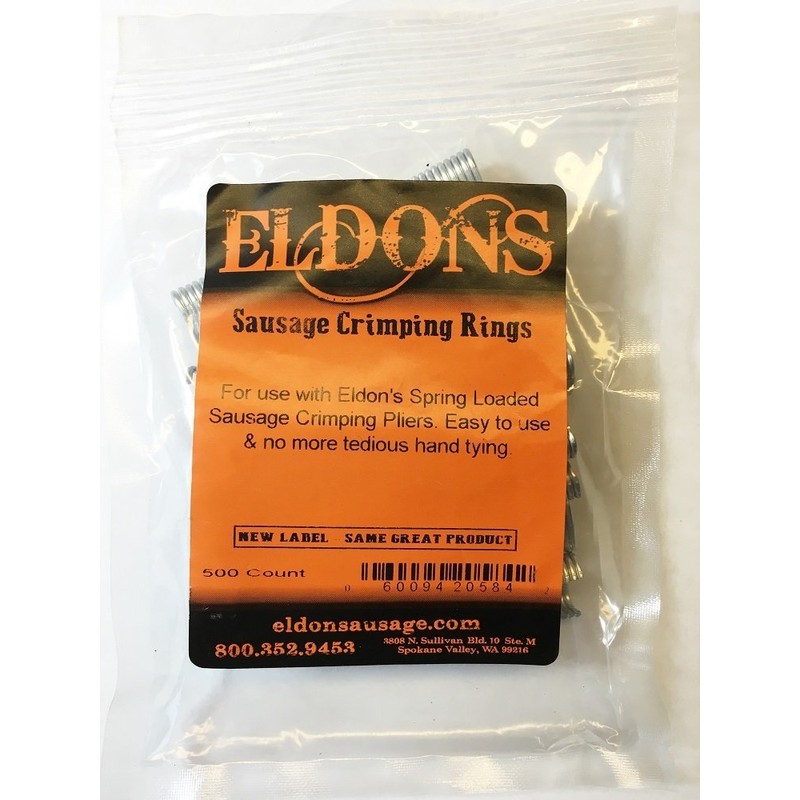 ELDONS
Sausage Crimping Rings
For use with Eldon's Spring Loaded
Sausage Crimping Pliers. Easy to use
& no more tedious hand tying.
NEW LABEL SAME GREAT PRODUCT
500 Count
0 60094 20584 2
eldonsausage.com
800.352.9453
3808 N. Sullivan Bld. 10 Ste. M
Spokane Valley, WA 99216